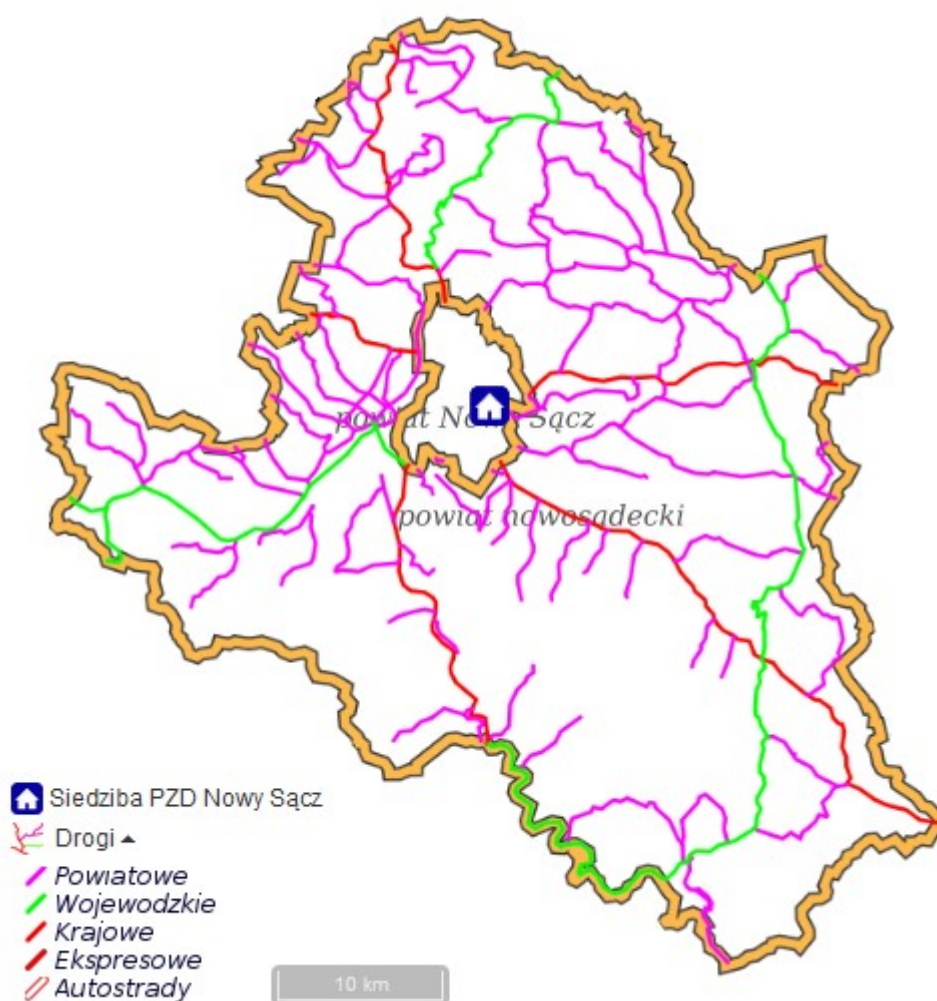 powiat Nowy Sącz
powiat nowosądecki
Siedziba PZD Nowy Sącz
Drogi
Powiatowe
Wojewodzkie
Krajowe
Ekspresowe
Autostrady
10 km